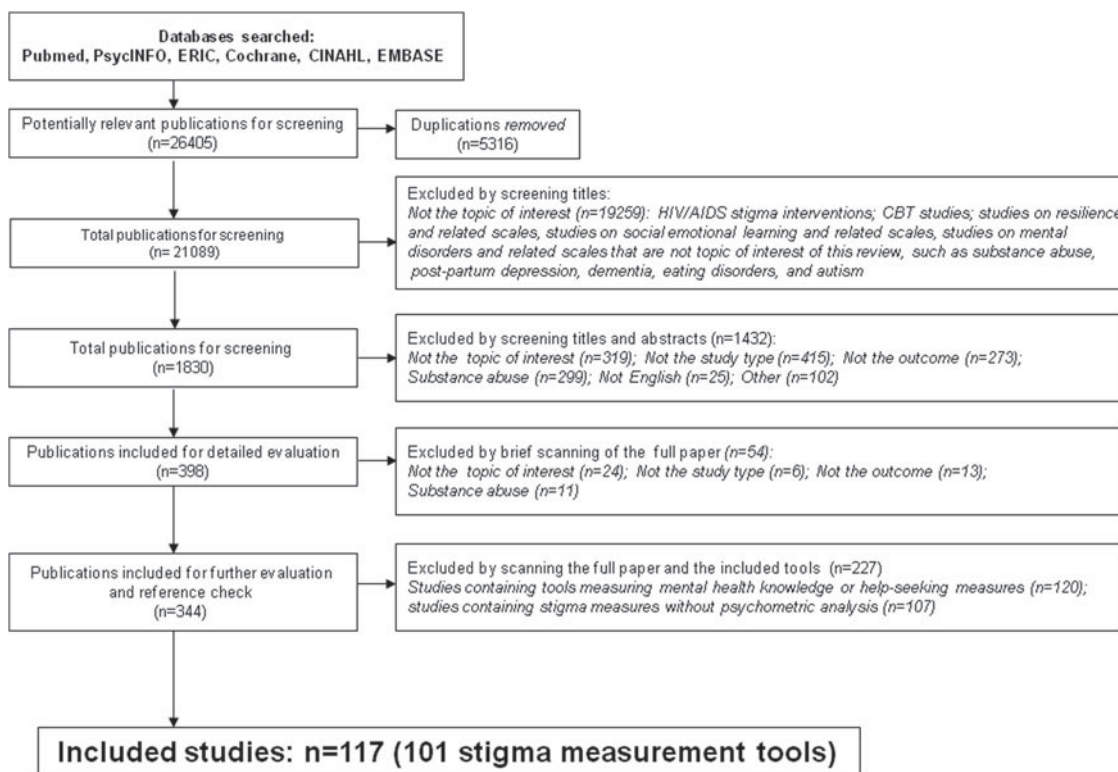 Databases searched:
Pubmed, PsycINFO, ERIC, Cochrane, CINAHL, EMBASE
Potentially relevant publications for screening
(n=26405)
Duplications removed
(n=5316)
Excluded by screening titles:
Not the topic of interest (n=19259): HIV/AIDS stigma interventions; CBT studies; studies on resilience
and related scales, studies on social emotional learning and related scales, studies on mental
disorders and related scales that are not topic of interest of this review, such as substance abuse,
post-partum depression, dementia, eating disorders, and autism
Total publications for screening
(n= 21089)
Total publications for screening
(n=1830)
Excluded by screening titles and abstracts (n=1432):
Not the topic of interest (n=319); Not the study type (n=415); Not the outcome (n=273);
Substance abuse (n=299); Not English (n=25); Other (n=102)
Publications included for detailed evaluation
(n=398)
Excluded by brief scanning of the full paper (n=54):
Not the topic of interest (n=24); Not the study type (n=6); Not the outcome (n=13);
Substance abuse (n=11)
Publications included for further evaluation
and reference check
(n=344)
Excluded by scanning the full paper and the included tools (n=227)
Studies containing tools measuring mental health knowledge or help-seeking measures (n=120);
studies containing stigma measures without psychometric analysis (n=107)
Included studies: n=117 (101 stigma measurement tools)